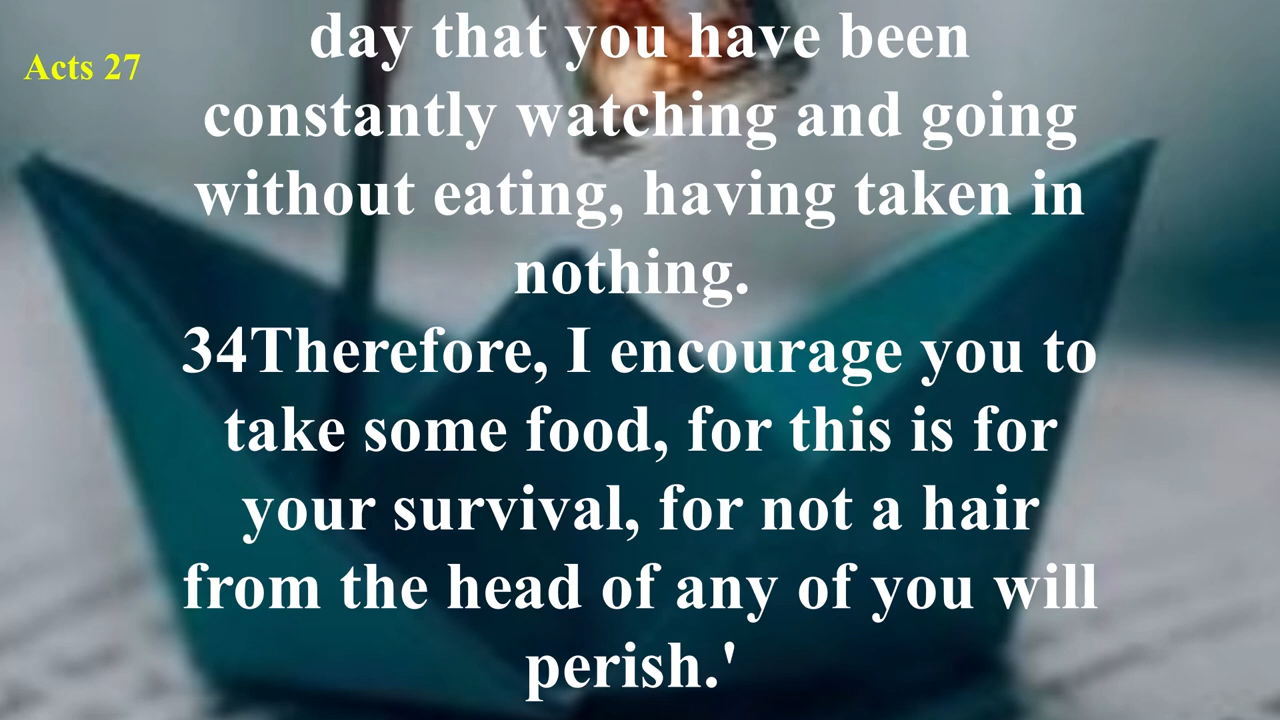 Acts 27
day that you have been
constantly watching and going
without eating, having taken in
nothing.
34Therefore, I encourage you to
take some food, for this is for
your survival, for not a hair
from the head of any of you will
perish.'